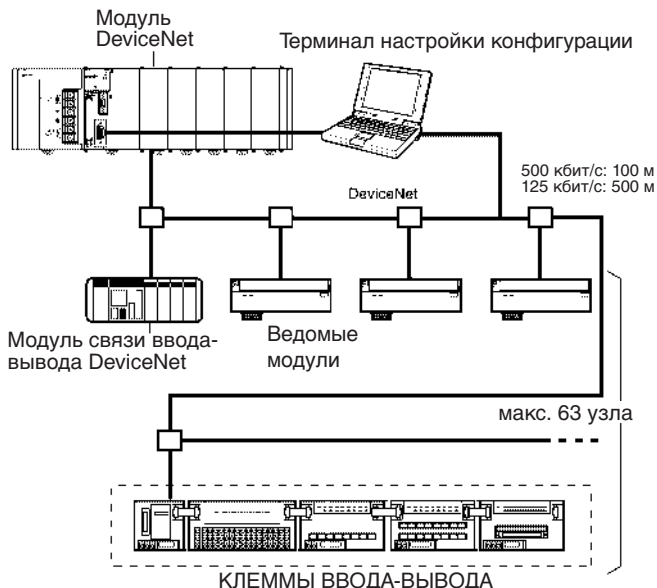 Модуль
DeviceNet
Терминал настройки конфигурации
500 кбит/с: 100 м
125 кбит/с: 500 м
DeviceNet
Модуль связи ввода-
вывода DeviceNet
Ведомые
модули
макс. 63 узла
КЛЕММЫ ВВОДА-ВЫВОДА